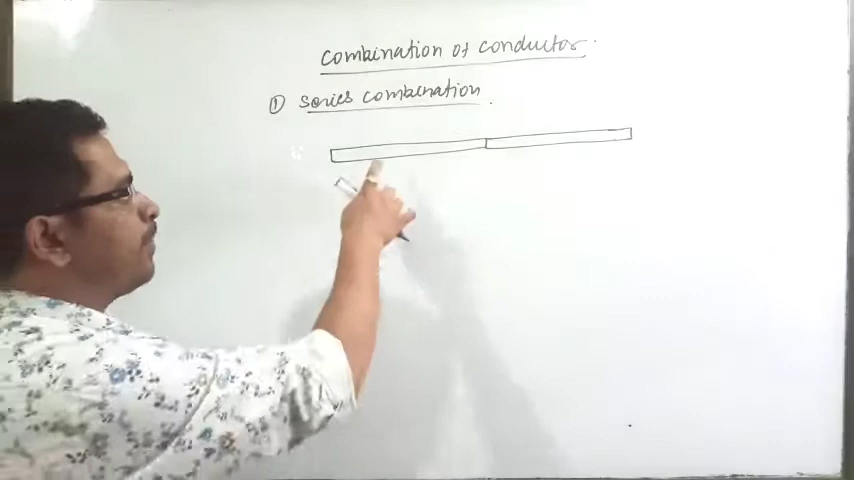 Combination of conductor.
① Series combination.